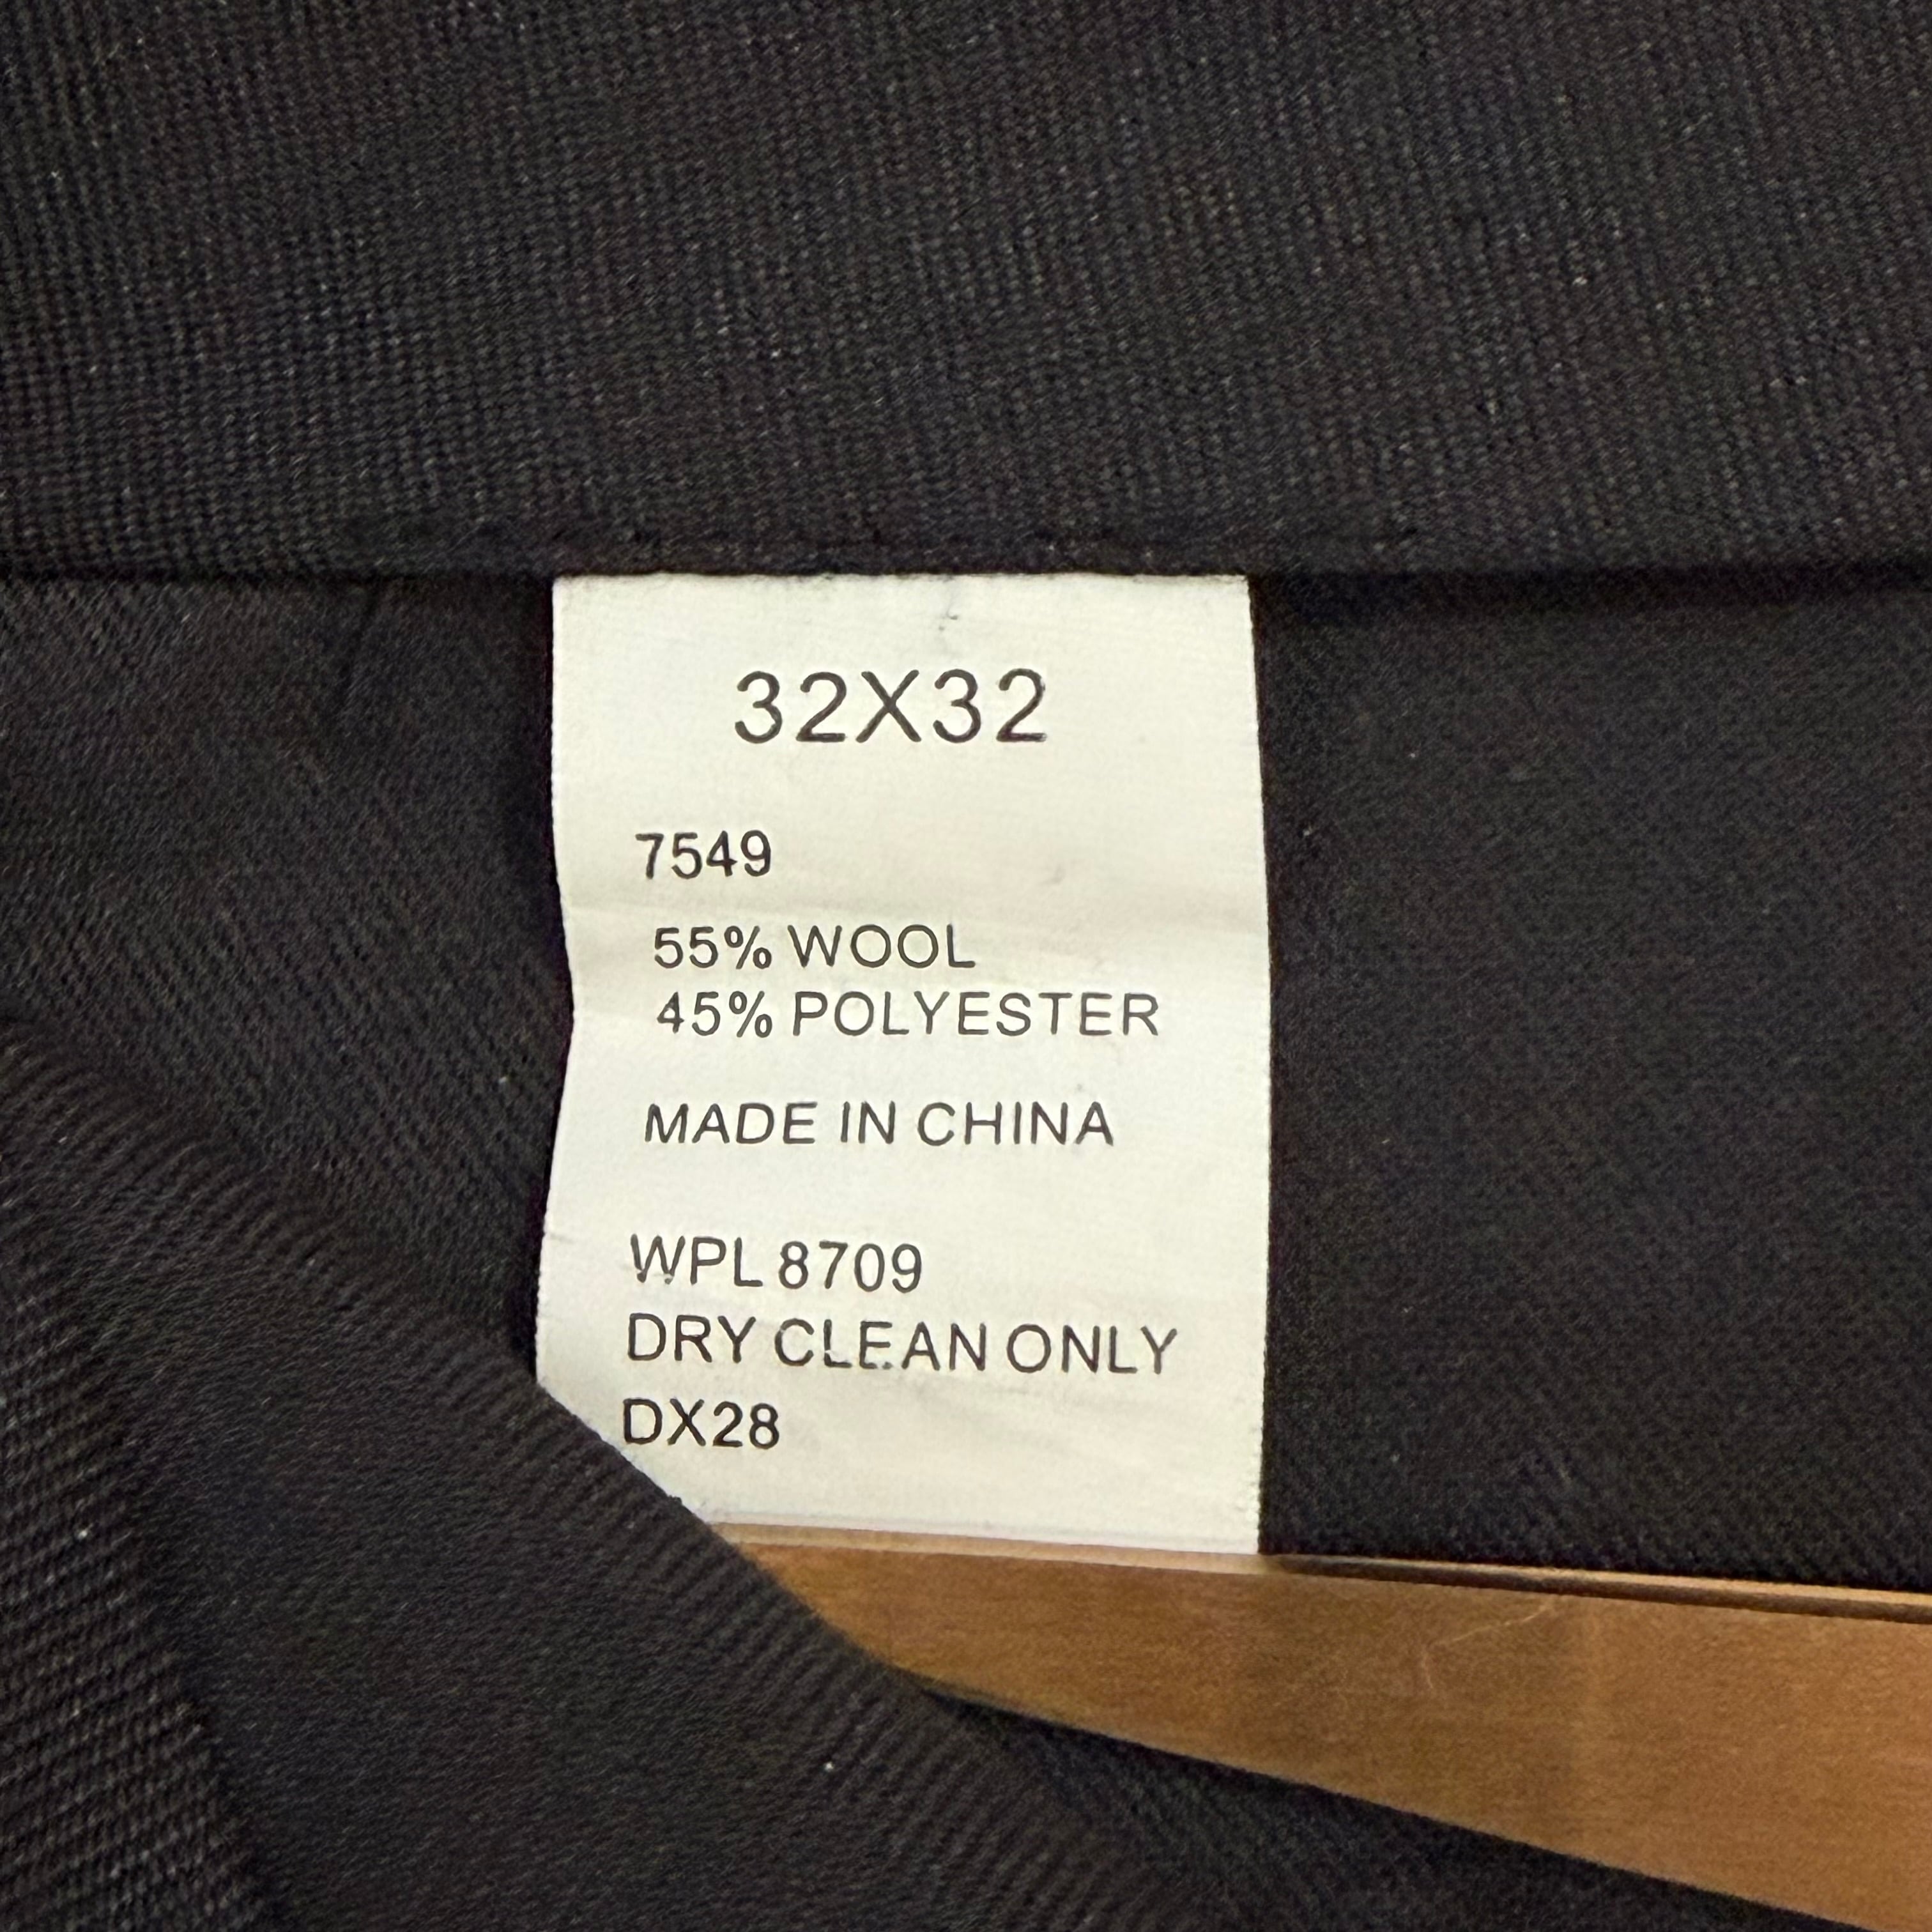 32X32
7549
55% WOOL
45% POLYESTER
MADE IN CHINA
WPL 8709
DRY CLEAN ONLY
DX28